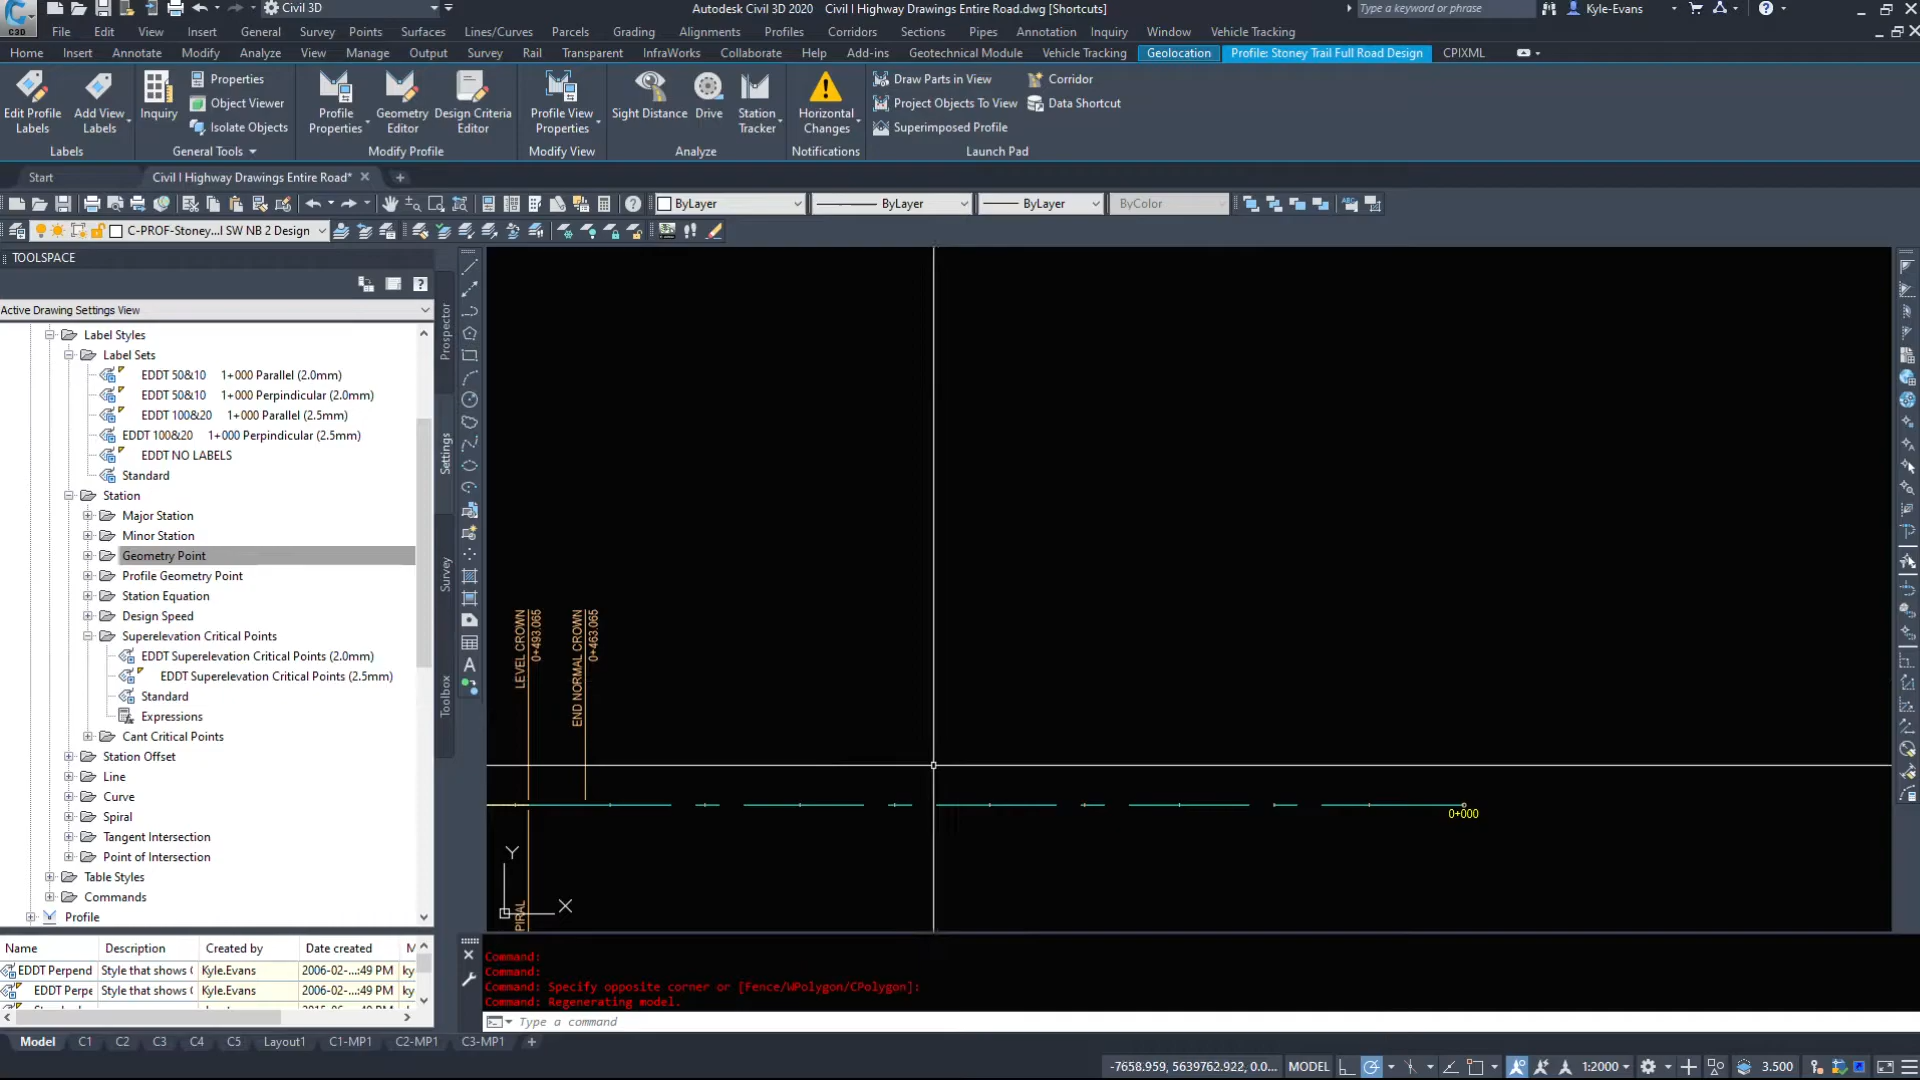 Civil 3D
Autodesk Civil 3D 2020 Civil I Highway Drawings Entire Road.dwg [Shortcuts]
Type a keyword or phrase
Kyle-Evans
C3D
File Edit View Insert General Survey Points Surfaces Lines/Curves Parcels Grading Alignments Profiles Corridors Sections Pipes Annotation Inquiry Window Vehicle Tracking
Home Insert Annotate Modify Analyze View Manage Output Survey Rail Transparent InfraWorks Collaborate Help Add-ins Geotechnical Module Vehicle Tracking Geolocation Profile: Stoney Trail Full Road Design CPIXML
Edit Profile Labels
Add View Labels
Labels
Inquiry
Properties
Object Viewer
Isolate Objects
General Tools
Profile Properties
Geometry Editor
Design Criteria Editor
Modify Profile
Profile View Properties
Modify View
Sight Distance
Drive
Station Tracker
Analyze
Horizontal Changes
Notifications
Draw Parts in View
Project Objects To View
Superimposed Profile
Corridor
Data Shortcut
Launch Pad
Start
Civil I Highway Drawings Entire Road*
ByLayer
ByLayer
ByLayer
ByColor
C-PROF-Stoney...l SW NB 2 Design
TOOLSPACE
Active Drawing Settings View
Label Styles
Label Sets
EDDT 50&10 1+000 Parallel (2.0mm)
EDDT 50&10 1+000 Perpindicular (2.0mm)
EDDT 100&20 1+000 Parallel (2.5mm)
EDDT 100&20 1+000 Perpindicular (2.5mm)
EDDT NO LABELS
Standard
Station
Major Station
Minor Station
Geometry Point
Profile Geometry Point
Station Equation
Design Speed
Superelevation Critical Points
EDDT Superelevation Critical Points (2.0mm)
EDDT Superelevation Critical Points (2.5mm)
Standard
Expressions
Cant Critical Points
Station Offset
Line
Curve
Spiral
Tangent Intersection
Point of Intersection
Table Styles
Commands
Profile
Prospector
Settings
Survey
Toolbox
Name Description Created by Date created M
EDDT Perpend Style that shows ( Kyle.Evans 2006-02-...:49 PM ky
EDDT Perpe Style that shows ( Kyle.Evans 2006-02-...:49 PM ky
LEVEL CROWN
0+493.065
END NORMAL CROWN
0+463.065
0+000
PIRAL
Y
X
Command:
Command:
Command: Specify opposite corner or [Fence/WPolygon/CPolygon]:
Command: Regenerating model.
Type a command
Model C1 C2 C3 C4 C5 Layout1 C1-MP1 C2-MP1 C3-MP1
-7658.959, 5639762.922, 0.0... MODEL 1:2000 3.500